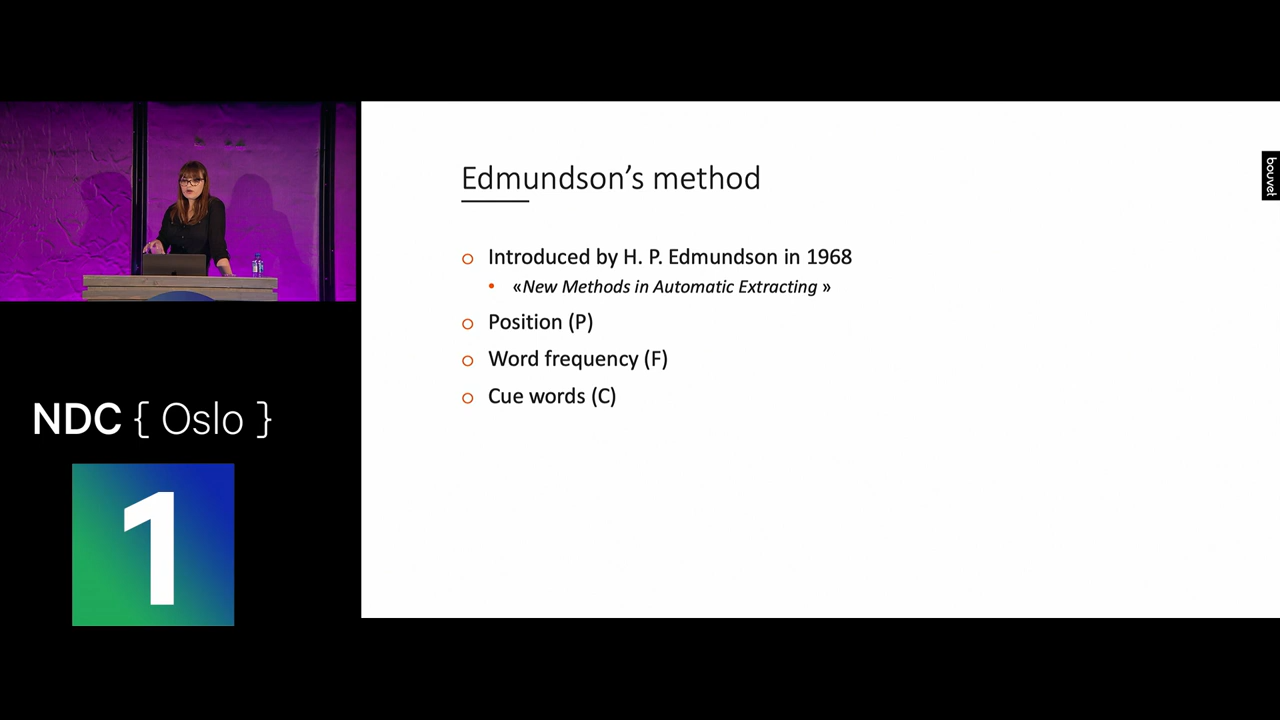 Edmundson's method
Introduced by H. P. Edmundson in 1968
«New Methods in Automatic Extracting »
Position (P)
Word frequency (F)
Cue words (C)
bouvet
NDC { Oslo }
1